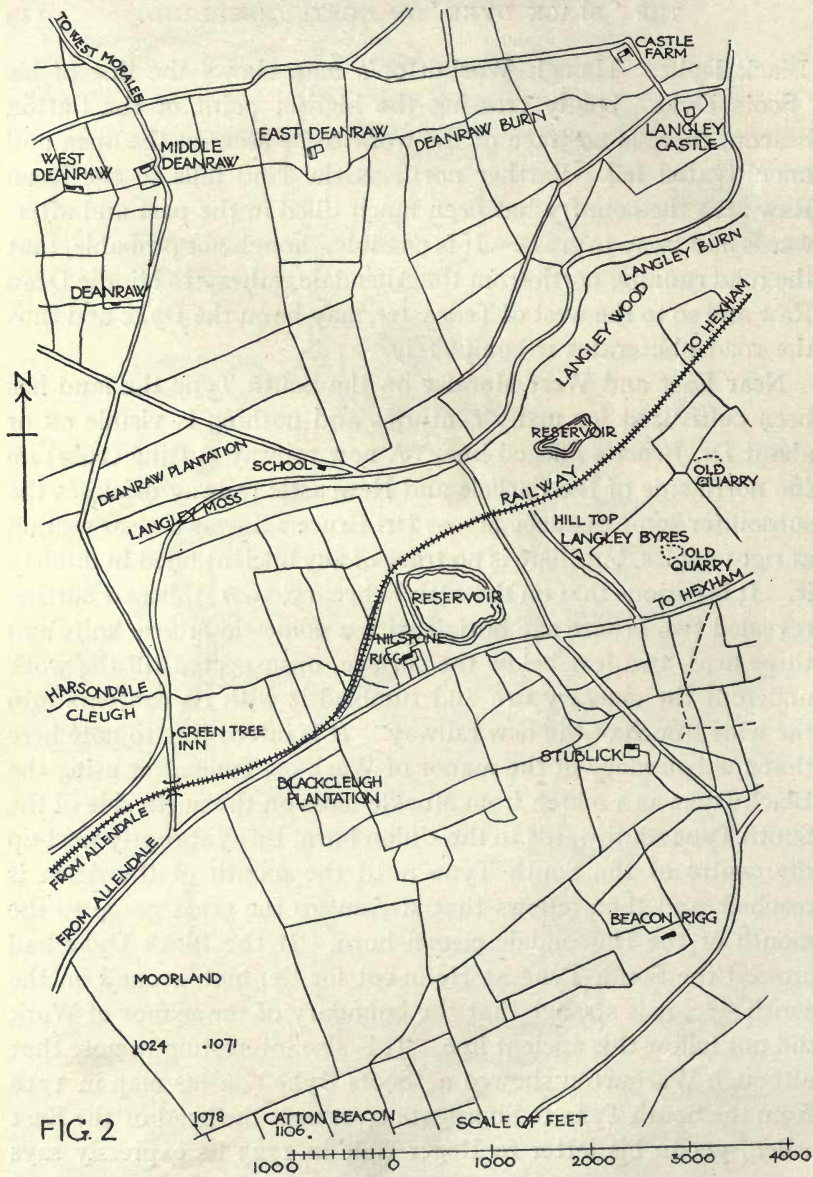 TO WEST MORALES
CASTLE
FARM
WEST
DEANRAW
MIDDLE
DEANRAW
EAST DEANRAW
DEANRAW BURN
LANGLEY
CASTLE
DEANRAW
LANGLEY BURN
LANGLEY WOOD
TO HEXHAM
N
RESERVOIR
SCHOOL
DEANRAW PLANTATION
LANGLEY MOSS
RAILWAY
OLD
QUARRY
HILL TOP
LANGLEY BYRES
OLD
QUARRY
TO HEXHAM
RESERVOIR
NILSTONE
RIGG
HARSONDALE
CLEUGH
GREEN TREE
INN
STUBLICK
BLACKCLEUGH
PLANTATION
FROM ALLENDALE
FROM ALLENDALE
BEACON RIGG
MOORLAND
1024
1071
1078
CATTON BEACON
1106.
SCALE OF FEET
FIG. 2
1000 0 1000 2000 3000 4000